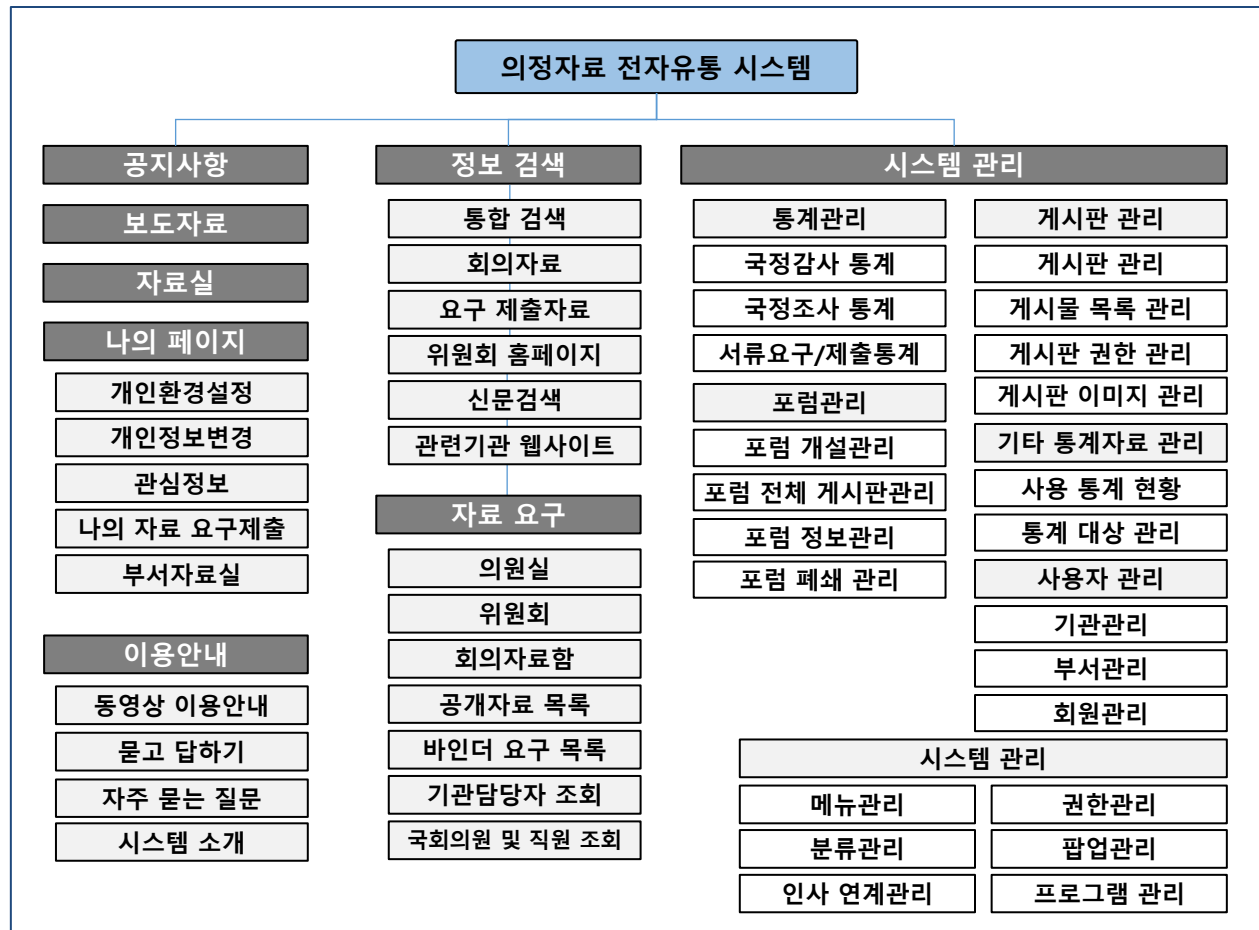 의정자료 전자유통 시스템
공지사항
보도자료
자료실
나의 페이지
개인환경설정
개인정보변경
관심정보
나의 자료 요구제출
부서자료실
이용안내
동영상 이용안내
묻고 답하기
자주 묻는 질문
시스템 소개
정보 검색
통합 검색
회의자료
요구 제출자료
위원회 홈페이지
신문검색
관련기관 웹사이트
자료 요구
의원실
위원회
회의자료함
공개자료 목록
바인더 요구 목록
기관담당자 조회
국회의원 및 직원 조회
시스템 관리
통계관리
국정감사 통계
국정조사 통계
서류요구/제출통계
포럼관리
포럼 개설관리
포럼 전체 게시판관리
포럼 정보관리
포럼 폐쇄 관리
게시판 관리
게시판 관리
게시물 목록 관리
게시판 권한 관리
게시판 이미지 관리
기타 통계자료 관리
사용 통계 현황
통계 대상 관리
사용자 관리
기관관리
부서관리
회원관리
시스템 관리
메뉴관리
분류관리
인사 연계관리
권한관리
팝업관리
프로그램 관리